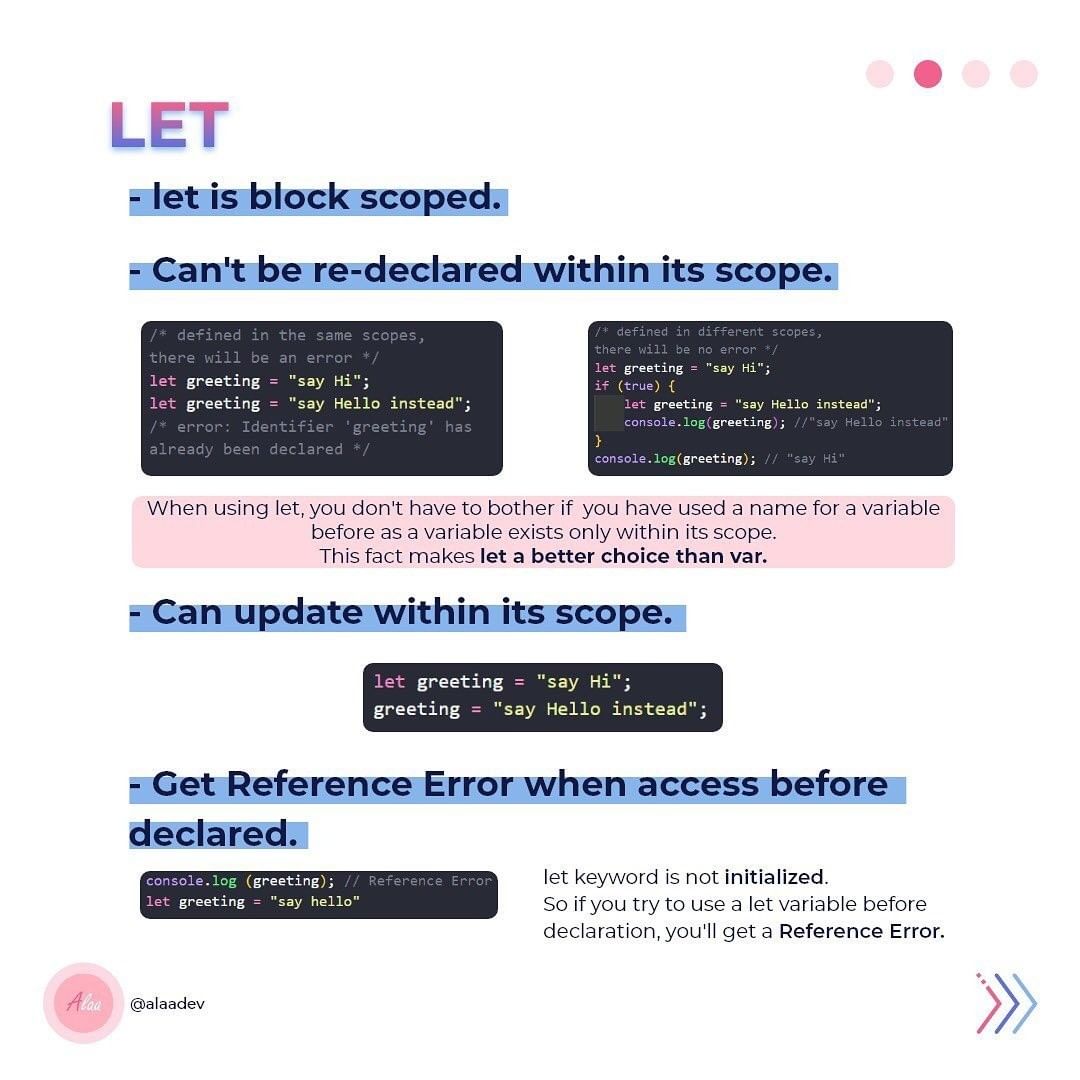 LET
- let is block scoped.
- Can't be re-declared within its scope.
/* defined in the same scopes,
there will be an error */
let greeting = "say Hi";
let greeting = "say Hello instead";
/* error: Identifier 'greeting' has
already been declared */
/* defined in different scopes,
there will be no error */
let greeting = "say Hi";
if (true) {
let greeting = "say Hello instead";
console.log(greeting); //"say Hello instead"
}
console.log(greeting); // "say Hi"
When using let, you don't have to bother if you have used a name for a variable
before as a variable exists only within its scope.
This fact makes let a better choice than var.
- Can update within its scope.
let greeting = "say Hi";
greeting = "say Hello instead";
- Get Reference Error when access before
declared.
console.log (greeting); // Reference Error
let greeting = "say hello"
let keyword is not initialized.
So if you try to use a let variable before
declaration, you'll get a Reference Error.
Alaa
@alaadev